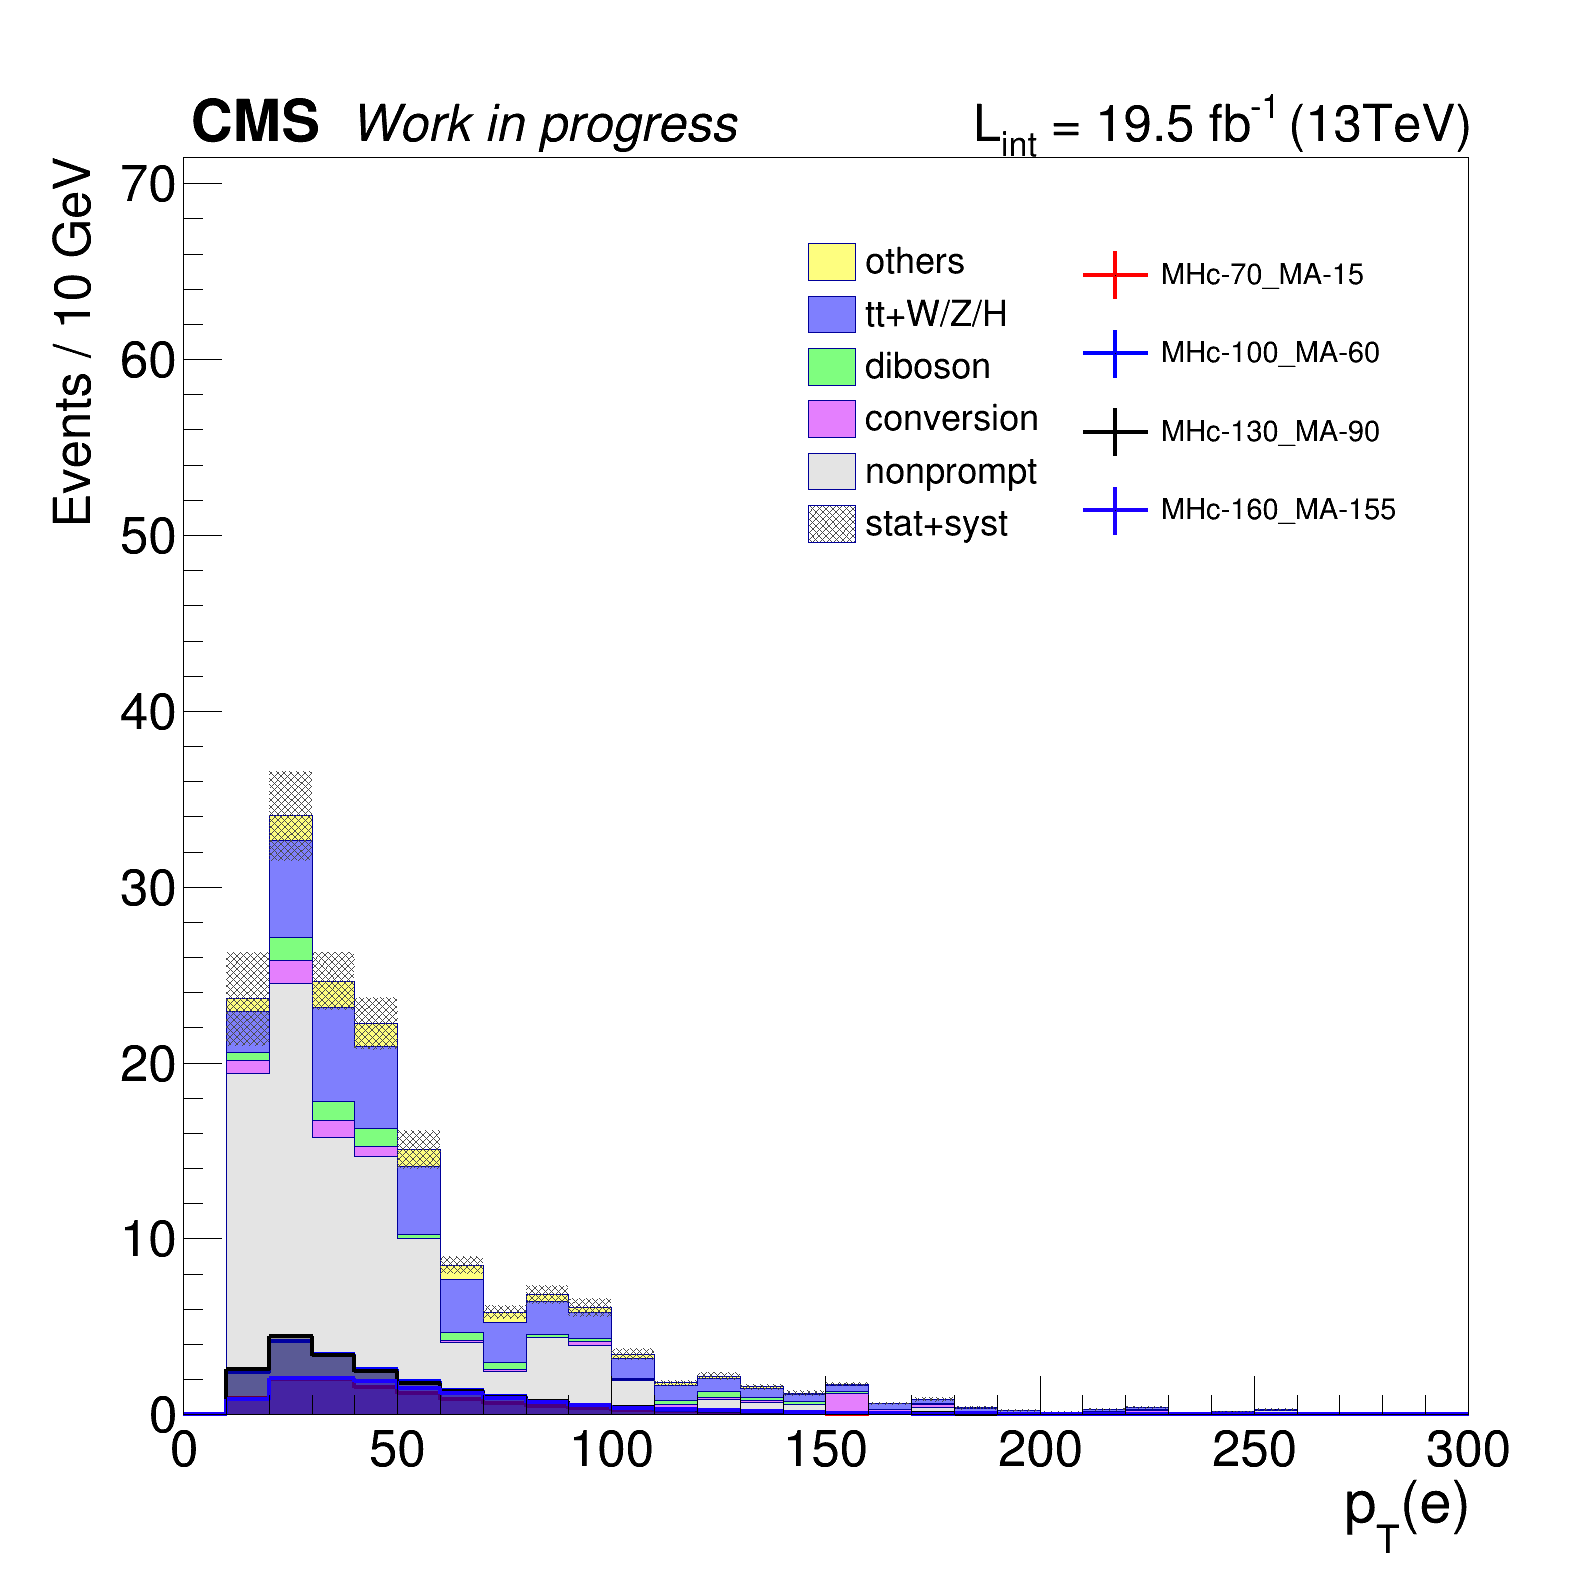 CMS Work in progress
L_int = 19.5 fb^-1 (13TeV)
Events / 10 GeV
70
60
50
40
30
20
10
0
others
tt+W/Z/H
diboson
conversion
nonprompt
stat+syst
MHc-70_MA-15
MHc-100_MA-60
MHc-130_MA-90
MHc-160_MA-155
0 50 100 150 200 250 300
p_T(e)